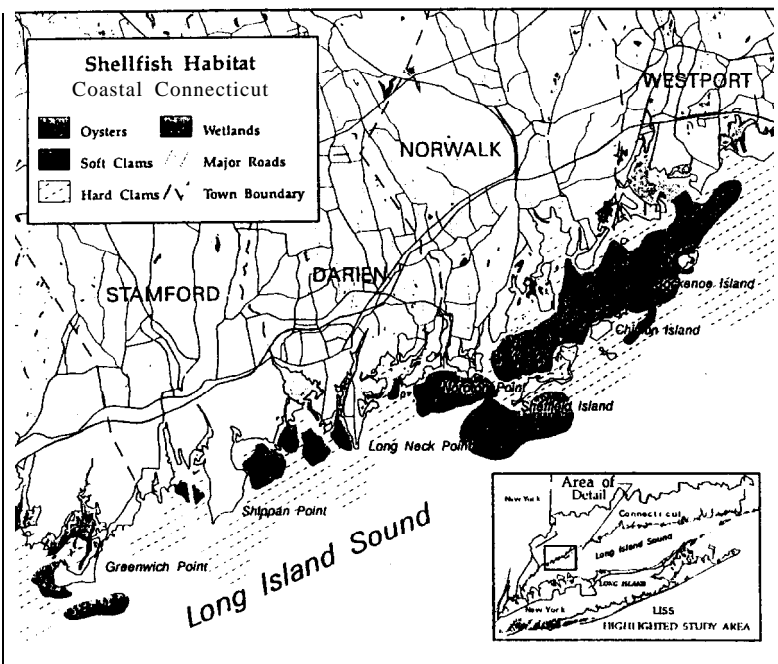 Shellfish Habitat
Coastal Connecticut
Oysters Wetlands
Soft Clams Major Roads
Hard Clams Town Boundary
WESTPORT
NORWALK
DARIEN
STAMFORD
Island
Island
Point
Sheffield Island
Long Neck Point
Shippan Point
Greenwich Point
Long Island Sound
Area of
Detail
New York
Connecticut
Long Island Sound
LONG ISLAND
New York
LISS
HIGHLIGHTED STUDY AREA